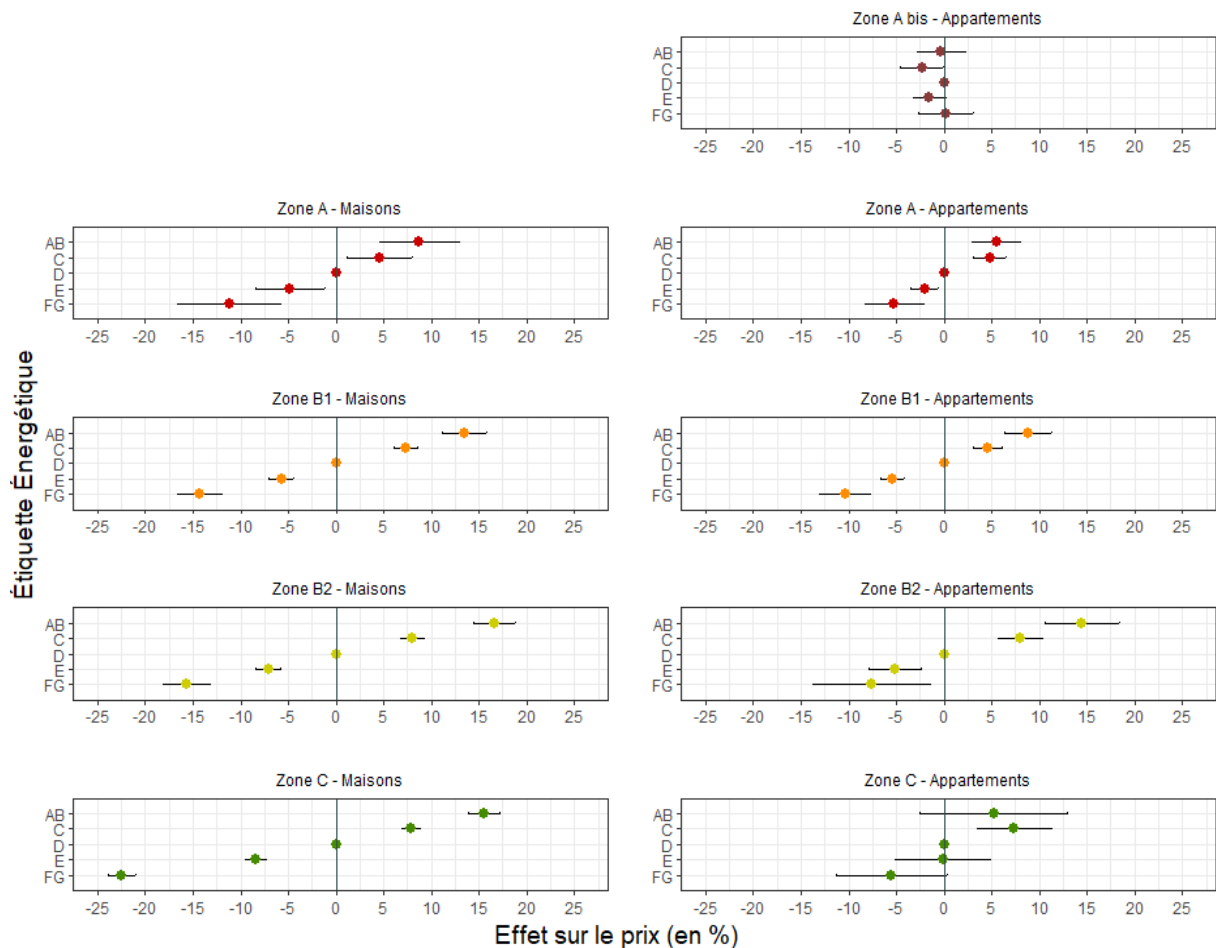 Zone A bis - Appartements
AB
C
D
E
FG
-25 -20 -15 -10 -5 0 5 10 15 20 25
Zone A - Maisons
AB
C
D
E
FG
-25 -20 -15 -10 -5 0 5 10 15 20 25
Zone A - Appartements
AB
C
D
E
FG
-25 -20 -15 -10 -5 0 5 10 15 20 25
Étiquette Énergétique
Zone B1 - Maisons
AB
C
D
E
FG
-25 -20 -15 -10 -5 0 5 10 15 20 25
Zone B1 - Appartements
AB
C
D
E
FG
-25 -20 -15 -10 -5 0 5 10 15 20 25
Zone B2 - Maisons
AB
C
D
E
FG
-25 -20 -15 -10 -5 0 5 10 15 20 25
Zone B2 - Appartements
AB
C
D
E
FG
-25 -20 -15 -10 -5 0 5 10 15 20 25
Zone C - Maisons
AB
C
D
E
FG
-25 -20 -15 -10 -5 0 5 10 15 20 25
Zone C - Appartements
AB
C
D
E
FG
-25 -20 -15 -10 -5 0 5 10 15 20 25
Effet sur le prix (en %)